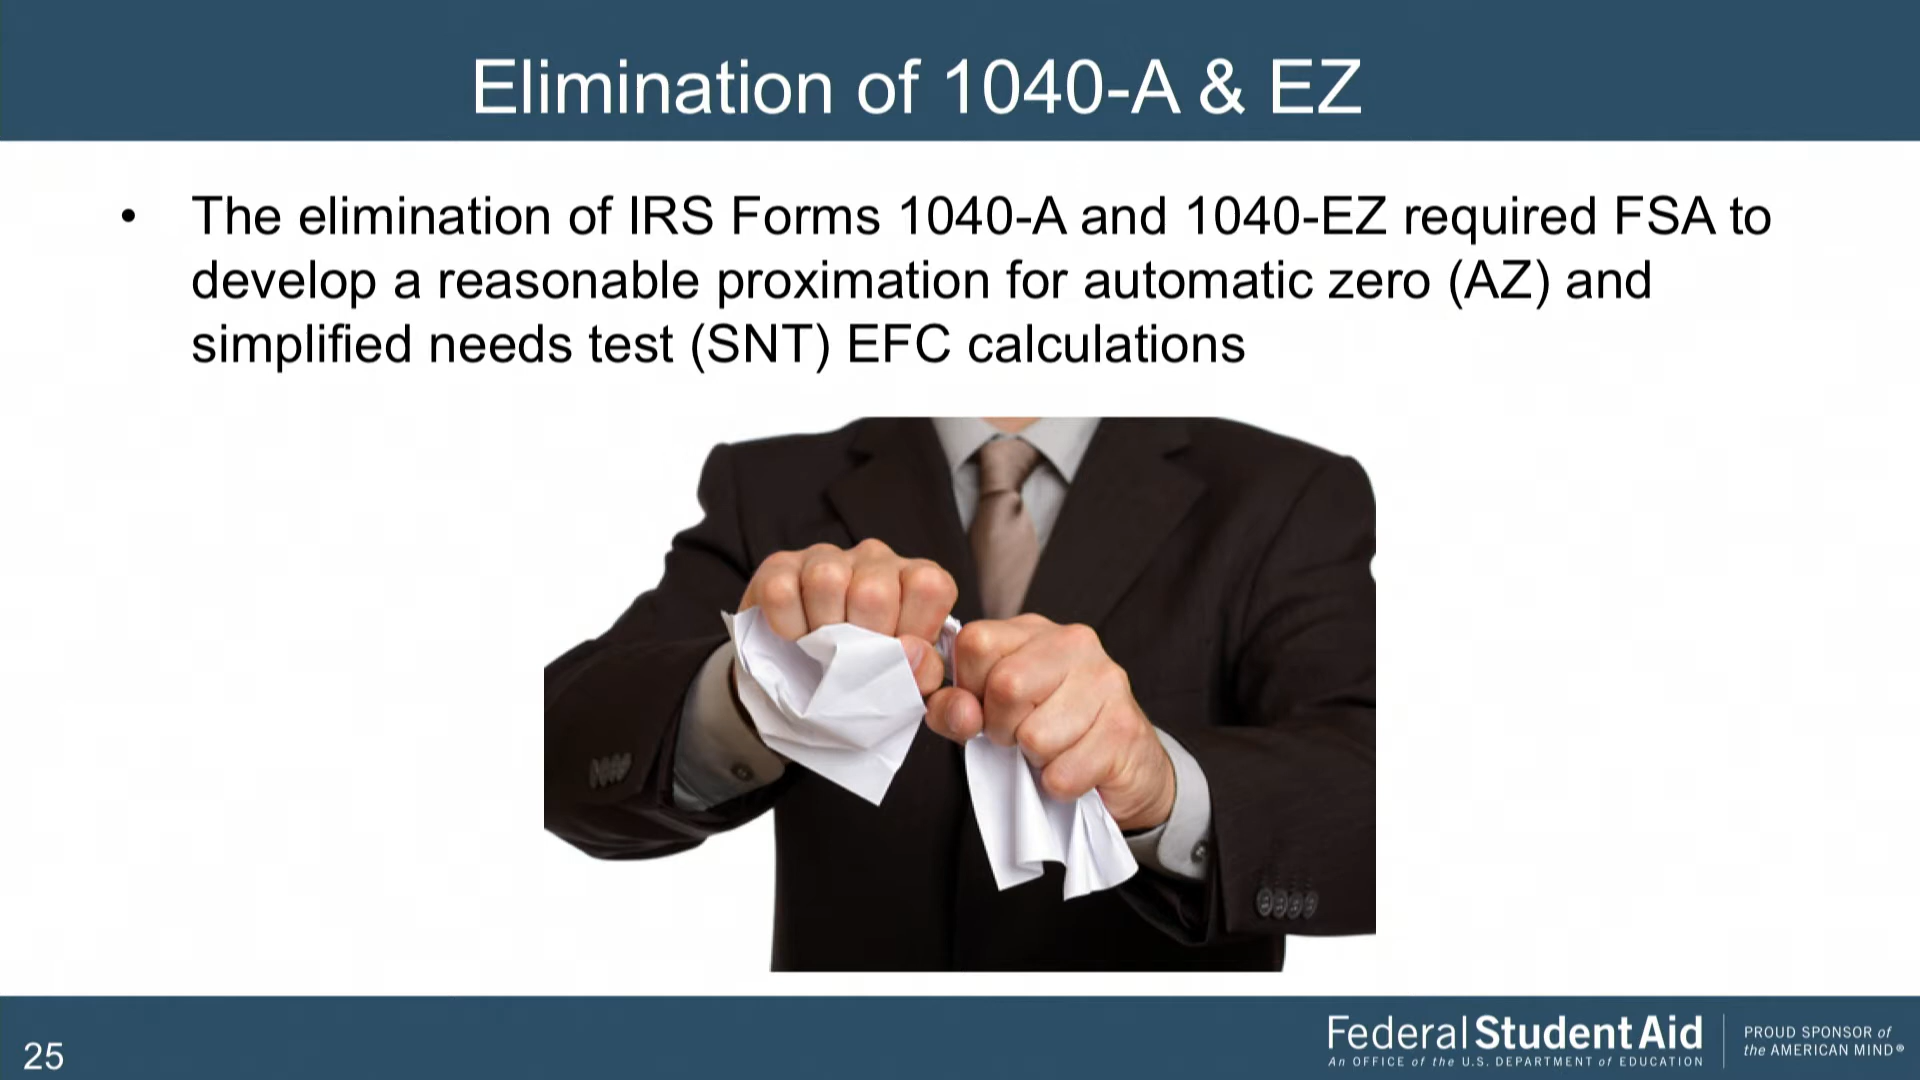 Elimination of 1040-A & EZ
• The elimination of IRS Forms 1040-A and 1040-EZ required FSA to
develop a reasonable proximation for automatic zero (AZ) and
simplified needs test (SNT) EFC calculations
25
Federal Student Aid
An OFFICE of the U.S. DEPARTMENT of EDUCATION
PROUD SPONSOR of
the AMERICAN MIND®